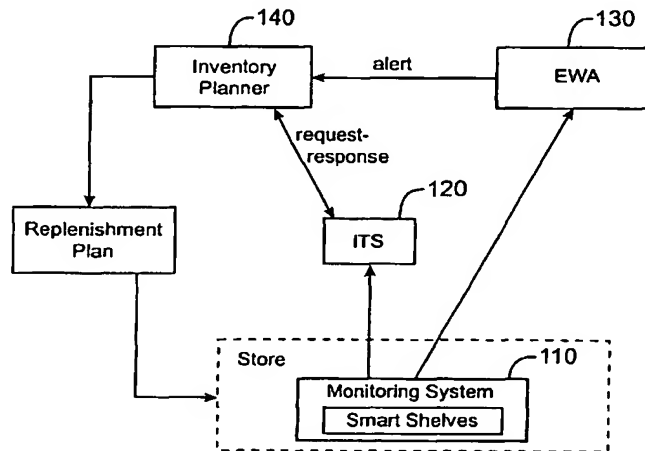 140
130
Inventory
Planner
alert
EWA
request-
response
120
Replenishment
Plan
ITS
Store
110
Monitoring System
Smart Shelves